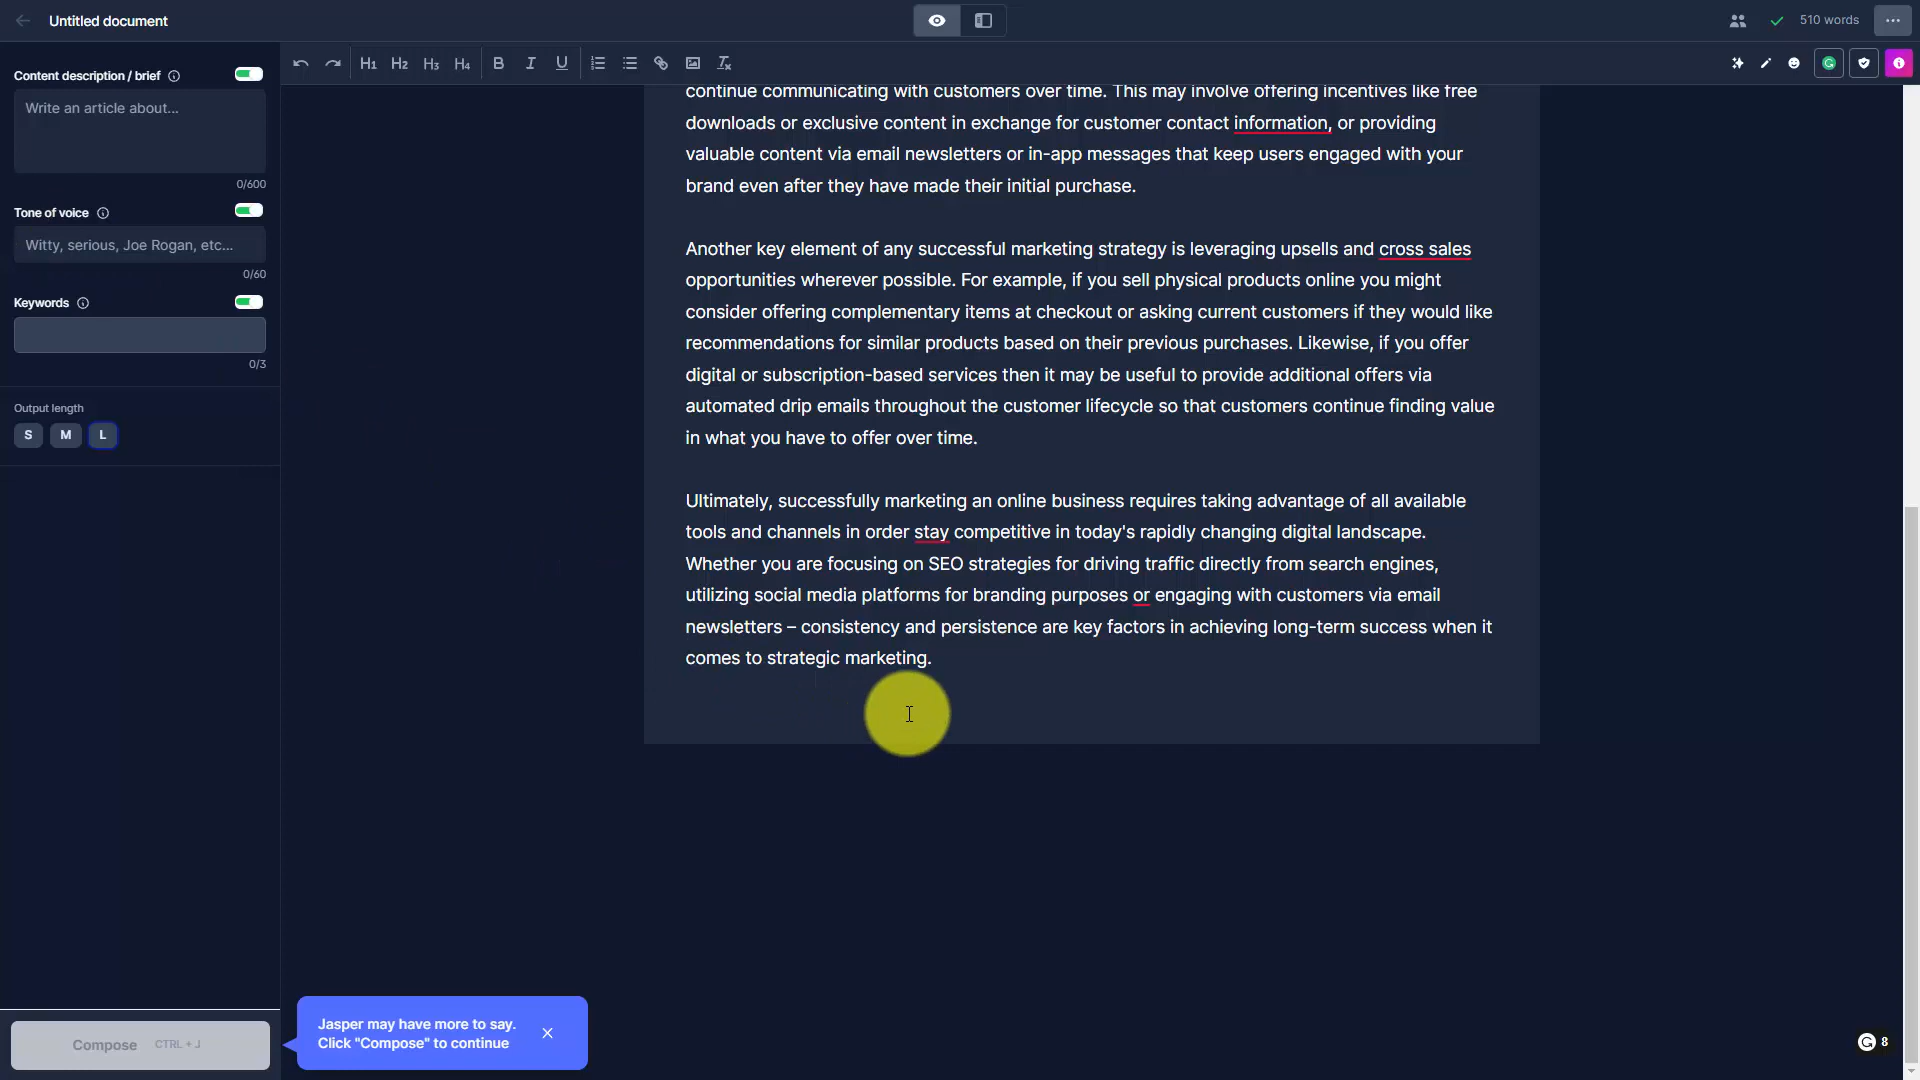 Untitled document
510 words
Content description / brief
Write an article about...
0/600
Tone of voice
Witty, serious, Joe Rogan, etc...
0/60
Keywords
0/3
Output length
S M L
H1 H2 H3 H4 B I U
continue communicating with customers over time. This may involve offering incentives like free
downloads or exclusive content in exchange for customer contact information, or providing
valuable content via email newsletters or in-app messages that keep users engaged with your
brand even after they have made their initial purchase.
Another key element of any successful marketing strategy is leveraging upsells and cross sales
opportunities wherever possible. For example, if you sell physical products online you might
consider offering complementary items at checkout or asking current customers if they would like
recommendations for similar products based on their previous purchases. Likewise, if you offer
digital or subscription-based services then it may be useful to provide additional offers via
automated drip emails throughout the customer lifecycle so that customers continue finding value
in what you have to offer over time.
Ultimately, successfully marketing an online business requires taking advantage of all available
tools and channels in order stay competitive in today's rapidly changing digital landscape.
Whether you are focusing on SEO strategies for driving traffic directly from search engines,
utilizing social media platforms for branding purposes or engaging with customers via email
newsletters – consistency and persistence are key factors in achieving long-term success when it
comes to strategic marketing.
Compose CTRL + ⏎
Jasper may have more to say.
Click "Compose" to continue
8